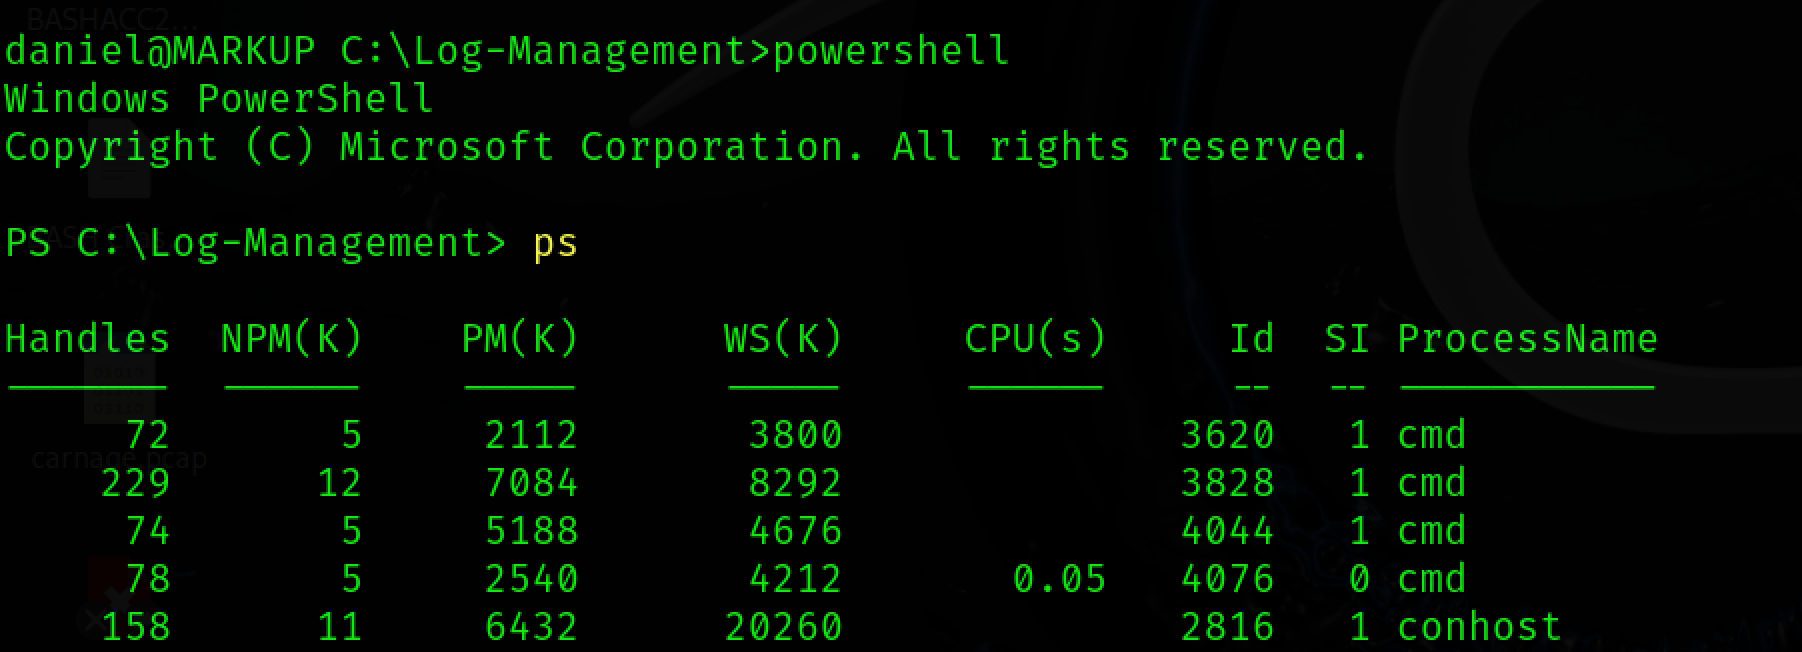 BASHACC2...
daniel@MARKUP C:\Log-Management>powershell
Windows PowerShell
Copyright (C) Microsoft Corporation. All rights reserved.
PS C:\Log-Management> ps
Handles NPM(K) PM(K) WS(K) CPU(s) Id SI ProcessName
------- ------ ----- ----- ------ -- -- -----------
72 5 2112 3800 3620 1 cmd
229 12 7084 8292 3828 1 cmd
74 5 5188 4676 4044 1 cmd
carnage.pcap
78 5 2540 4212 0.05 4076 0 cmd
158 11 6432 20260 2816 1 conhost